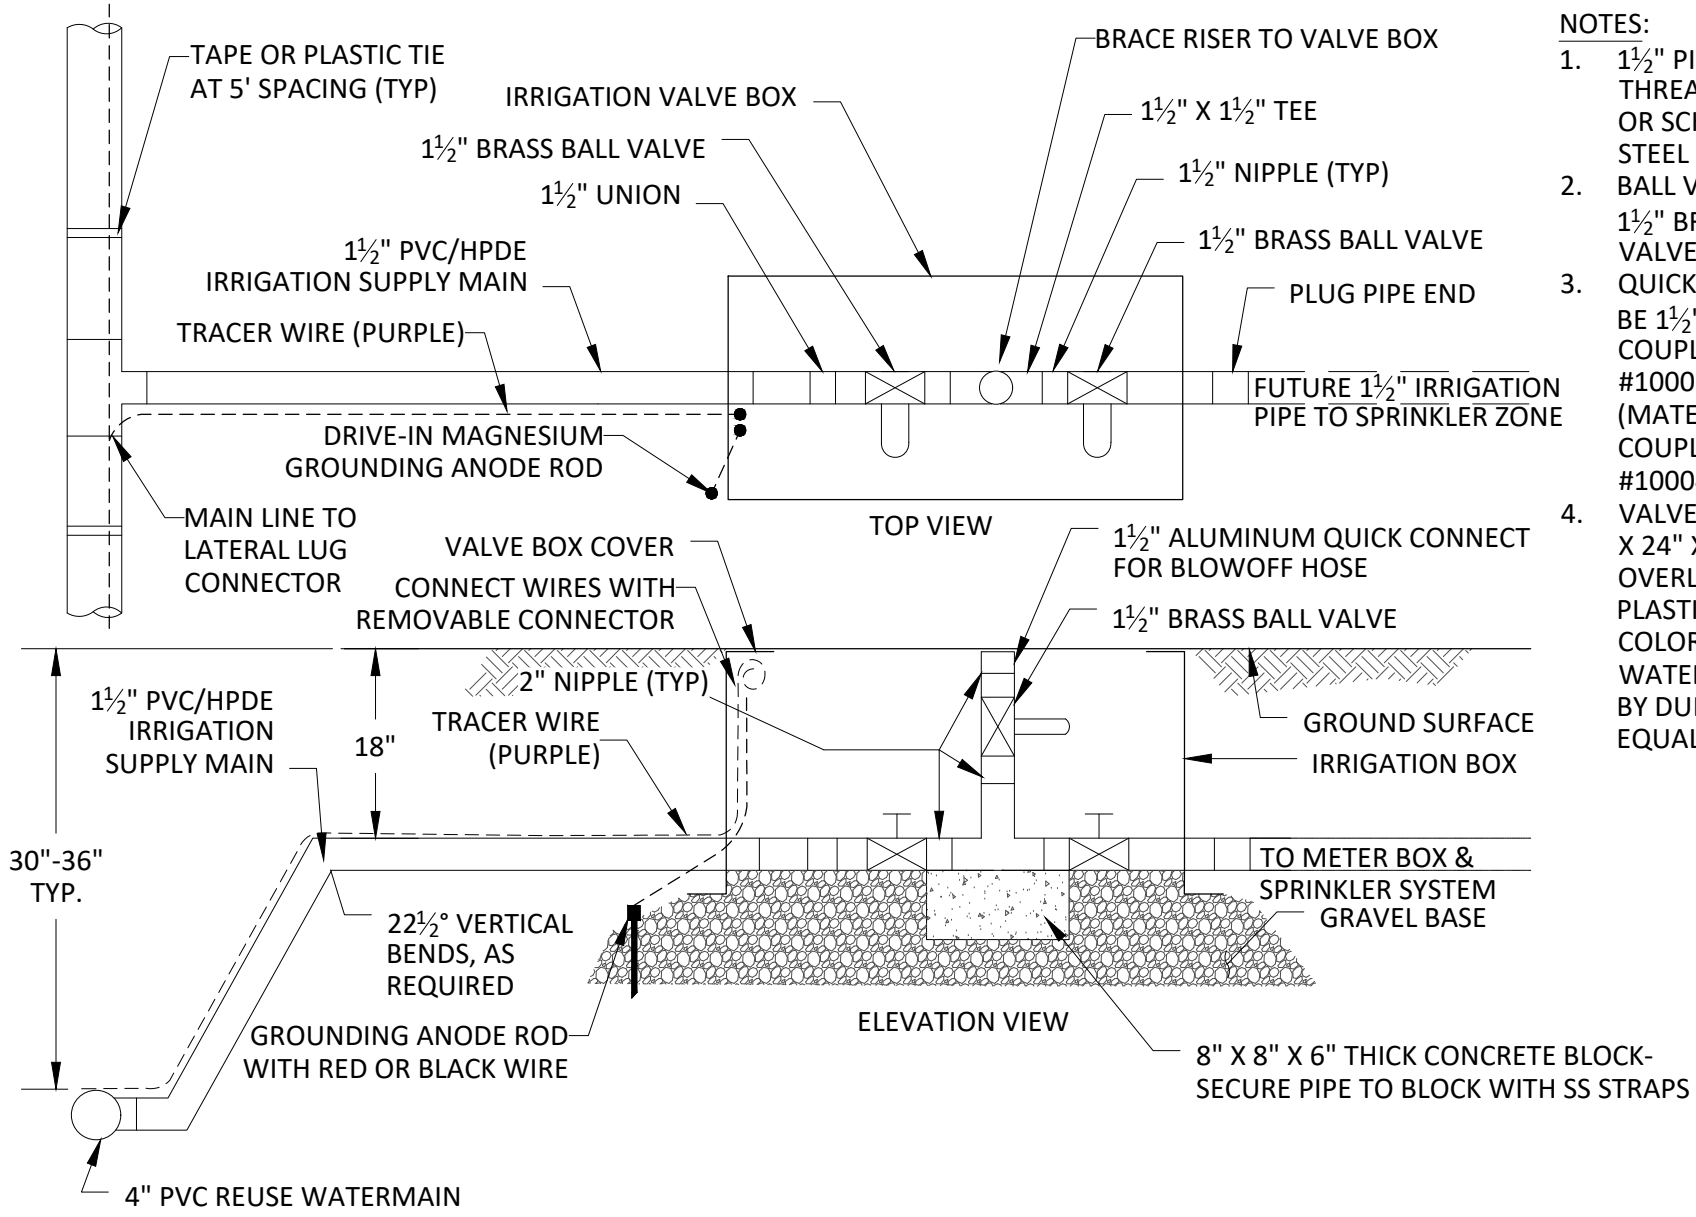 TAPE OR PLASTIC TIE
AT 5' SPACING (TYP)
IRRIGATION VALVE BOX
1½" BRASS BALL VALVE
1½" UNION
1½" PVC/HPDE
IRRIGATION SUPPLY MAIN
TRACER WIRE (PURPLE)
DRIVE-IN MAGNESIUM
GROUNDING ANODE ROD
MAIN LINE TO
LATERAL LUG
CONNECTOR
BRACE RISER TO VALVE BOX
1½" X 1½" TEE
1½" NIPPLE (TYP)
1½" BRASS BALL VALVE
PLUG PIPE END
FUTURE 1½" IRRIGATION
PIPE TO SPRINKLER ZONE
TOP VIEW
VALVE BOX COVER
CONNECT WIRES WITH
REMOVABLE CONNECTOR
1½" ALUMINUM QUICK CONNECT
FOR BLOWOFF HOSE
1½" BRASS BALL VALVE
2" NIPPLE (TYP)
1½" PVC/HPDE
IRRIGATION
SUPPLY MAIN
18"
TRACER WIRE
(PURPLE)
GROUND SURFACE
IRRIGATION BOX
30"-36"
TYP.
TO METER BOX &
SPRINKLER SYSTEM
GRAVEL BASE
22½° VERTICAL
BENDS, AS
REQUIRED
GROUNDING ANODE ROD
WITH RED OR BLACK WIRE
ELEVATION VIEW
8" X 8" X 6" THICK CONCRETE BLOCK-
SECURE PIPE TO BLOCK WITH SS STRAPS
4" PVC REUSE WATERMAIN
NOTES:
1. 1½" PI
THREA
OR SC
STEEL
2. BALL V
1½" BR
VALVE
3. QUICK
BE 1½"
COUPL
#1000
(MATE
COUPL
#1000
4. VALVE
X 24" X
OVERL
PLASTI
COLOR
WATE
BY DU
EQUAL